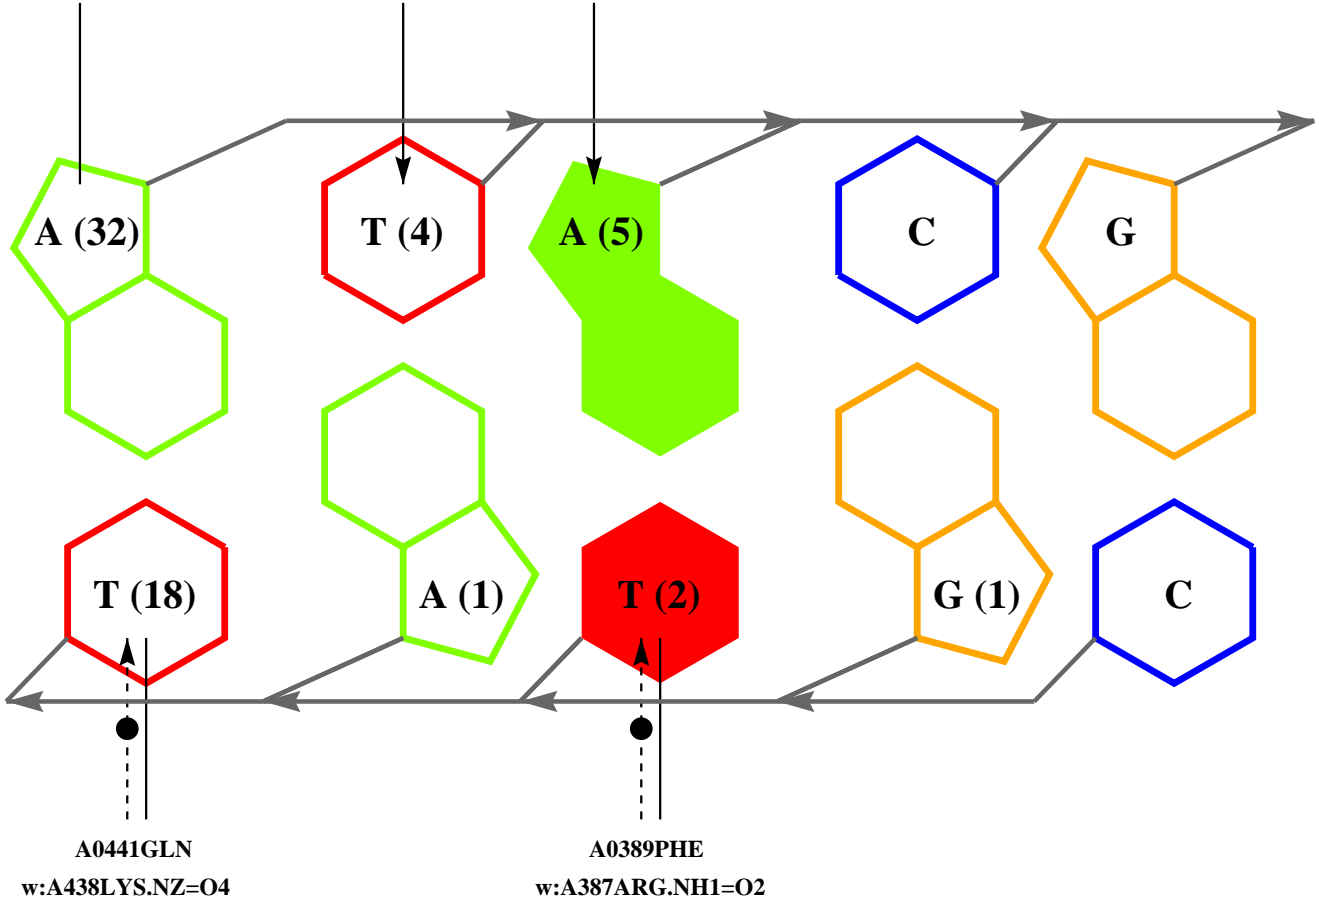 A (32) T (4) A (5) C G
T (18) A (1) T (2) G (1) C
A0441GLN A0389PHE
w:A438LYS.NZ=O4 w:A387ARG.NH1=O2